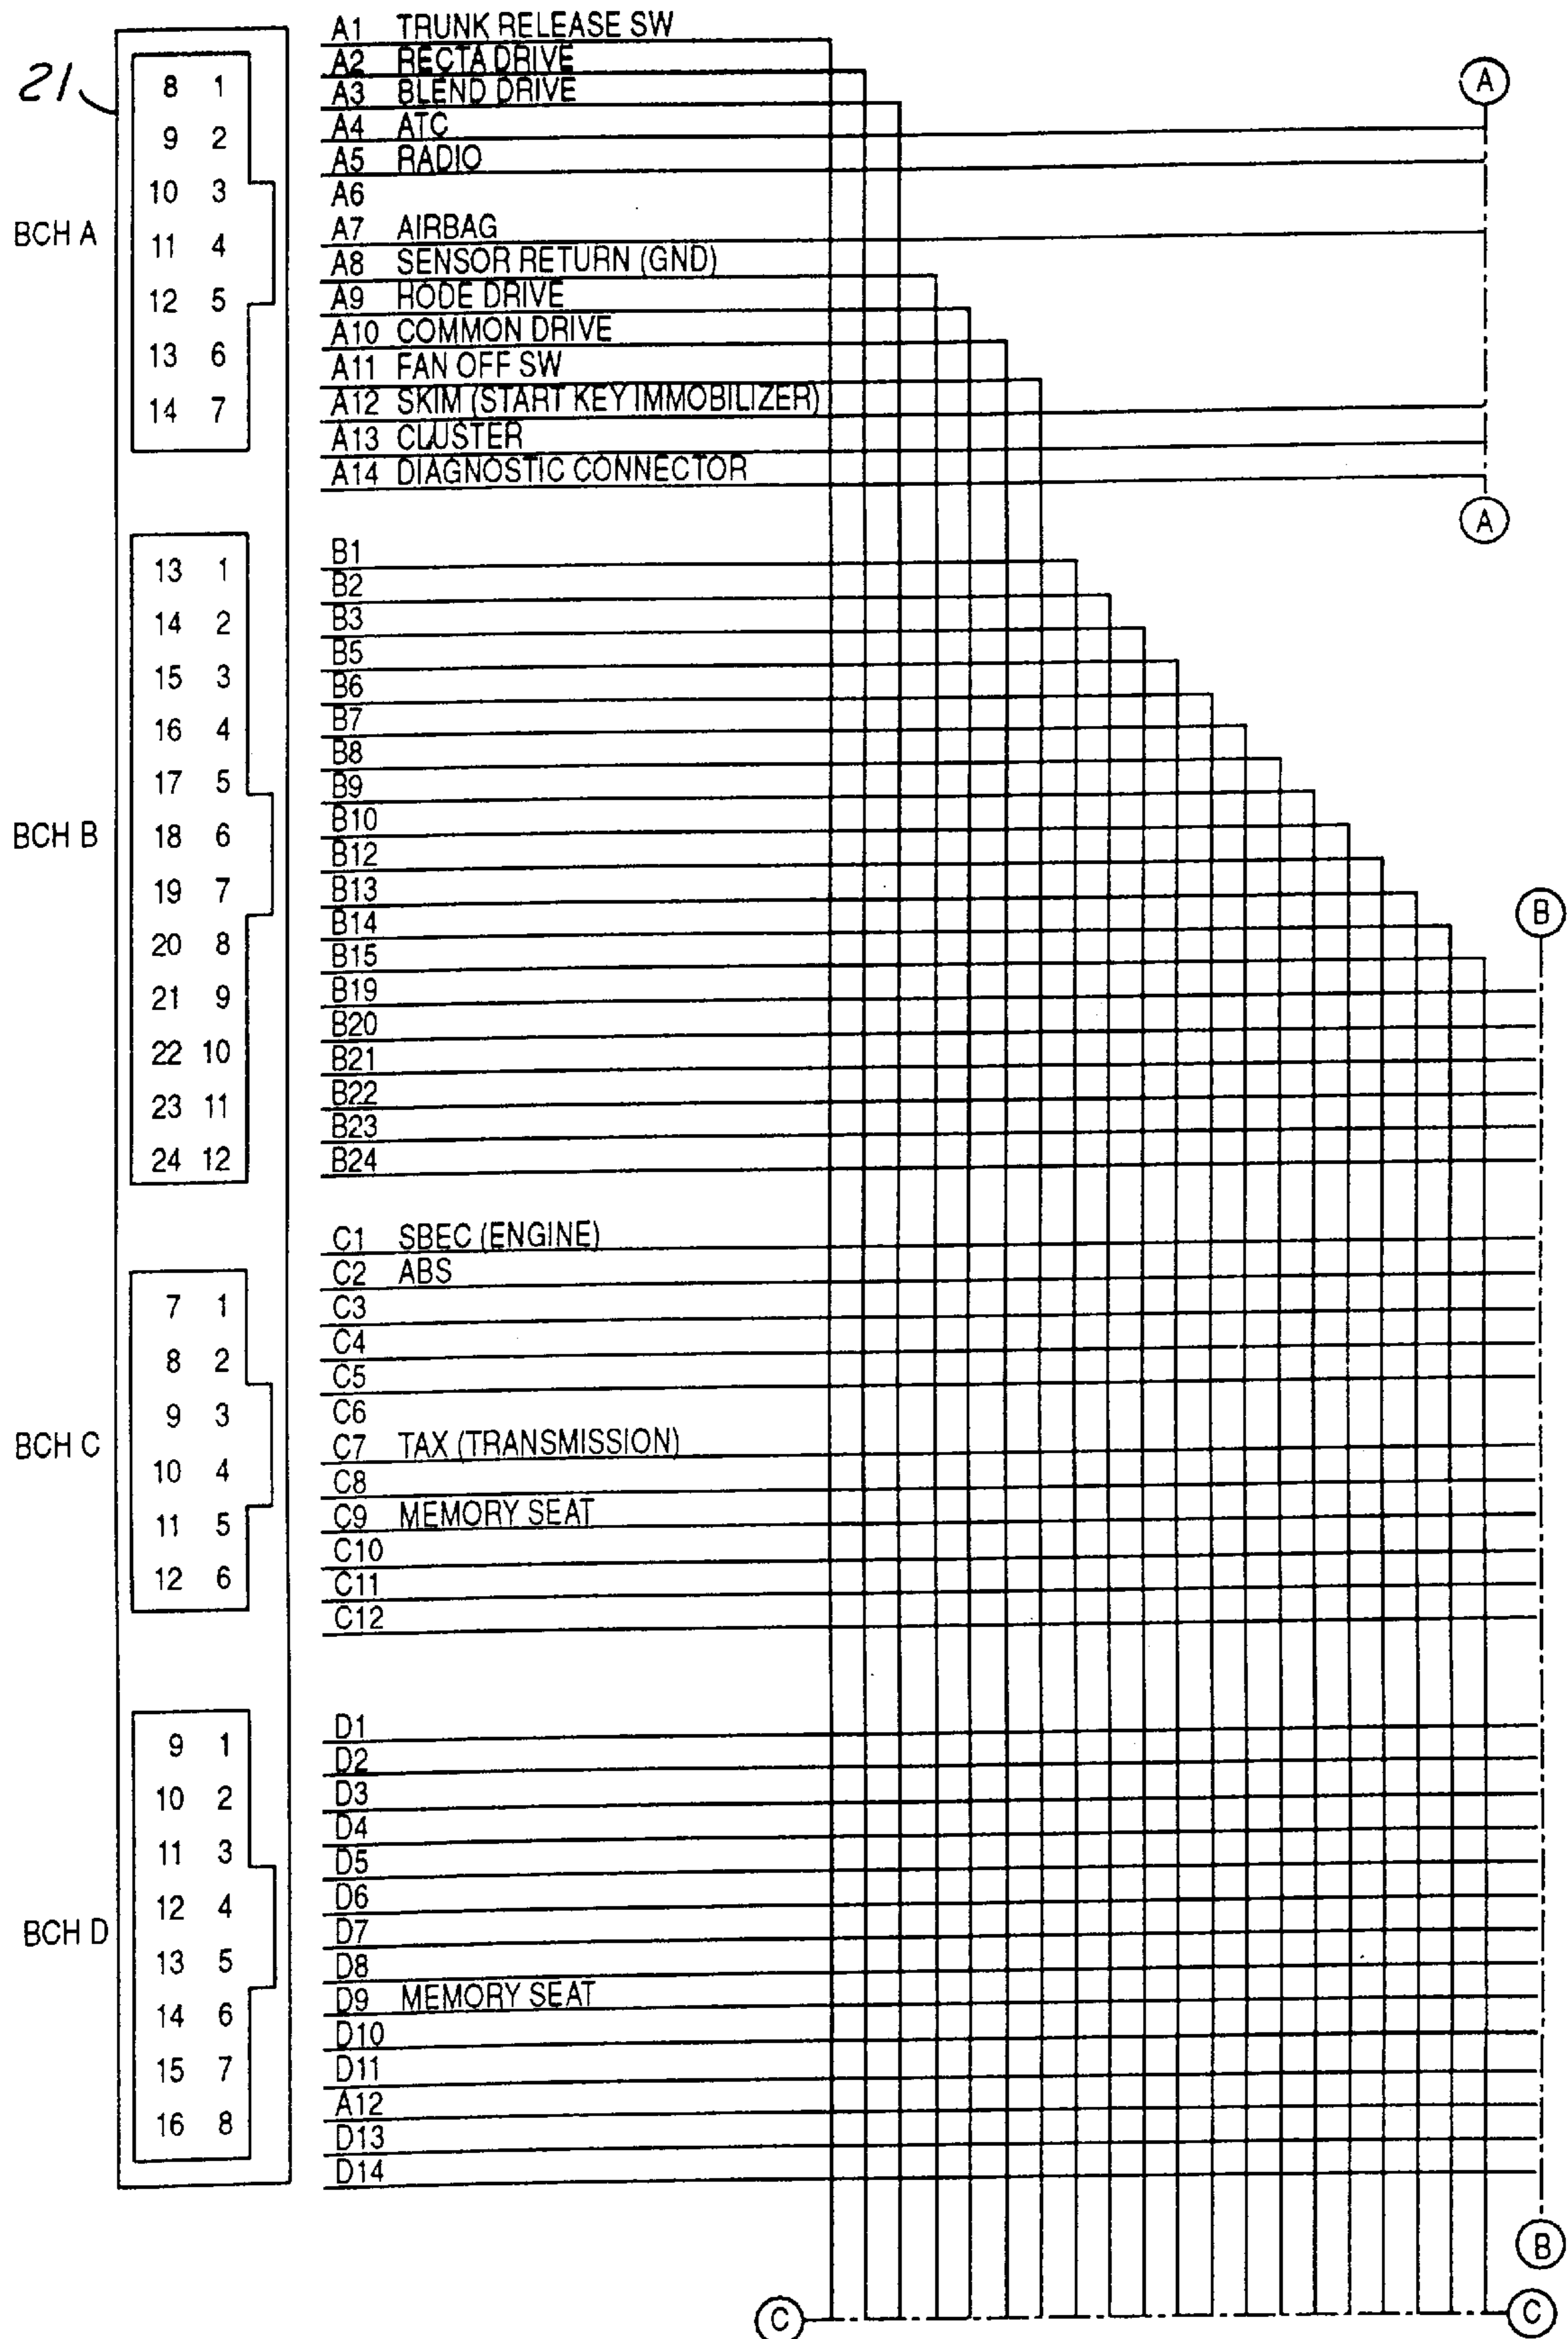 21
BCH A
8 1
9 2
10 3
11 4
12 5
13 6
14 7
A1 TRUNK RELEASE SW
A2 RECTA DRIVE
A3 BLEND DRIVE
A4 ATC
A5 RADIO
A6
A7 AIRBAG
A8 SENSOR RETURN (GND)
A9 HODE DRIVE
A10 COMMON DRIVE
A11 FAN OFF SW
A12 SKIM (START KEY IMMOBILIZER)
A13 CLUSTER
A14 DIAGNOSTIC CONNECTOR
A
A
BCH B
13 1
14 2
15 3
16 4
17 5
18 6
19 7
20 8
21 9
22 10
23 11
24 12
B1
B2
B3
B5
B6
B7
B8
B9
B10
B12
B13
B14
B15
B19
B20
B21
B22
B23
B24
B
BCH C
7 1
8 2
9 3
10 4
11 5
12 6
C1 SBEC (ENGINE)
C2 ABS
C3
C4
C5
C6
C7 TAX (TRANSMISSION)
C8
C9 MEMORY SEAT
C10
C11
C12
BCH D
9 1
10 2
11 3
12 4
13 5
14 6
15 7
16 8
D1
D2
D3
D4
D5
D6
D7
D8
D9 MEMORY SEAT
D10
D11
A12
D13
D14
B
C
C